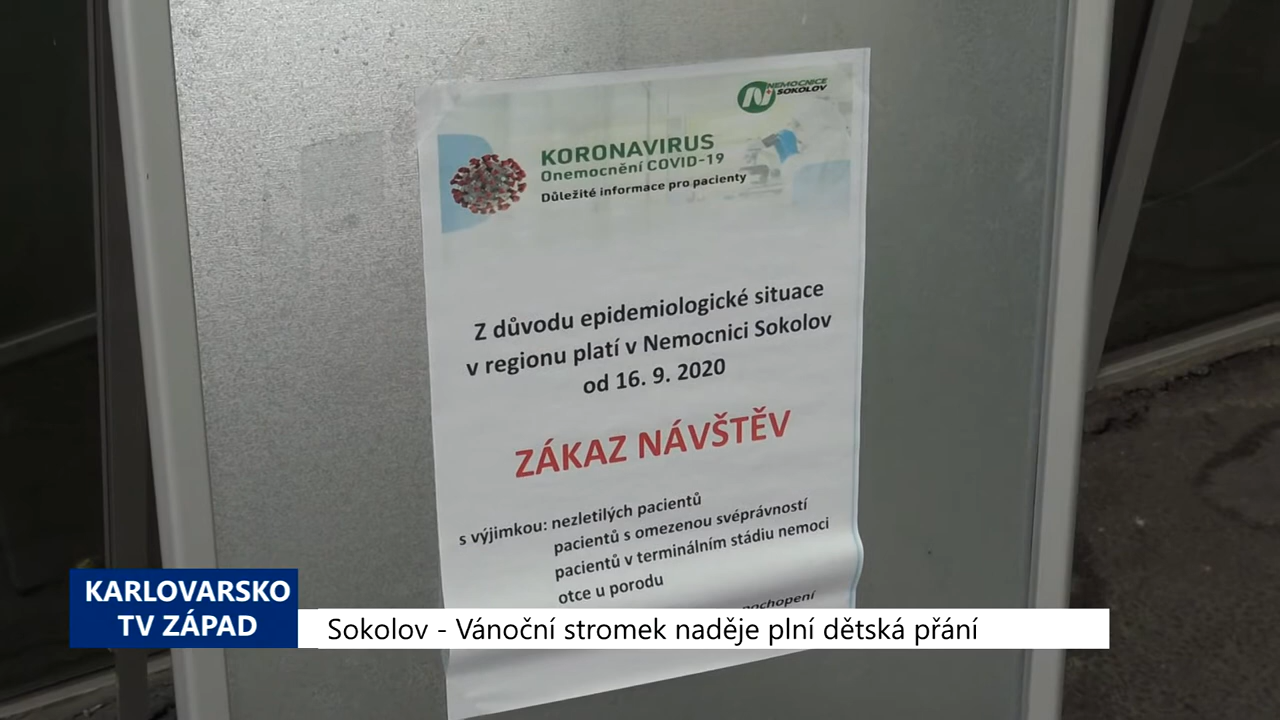 NEMOCNICE
SOKOLOV
KORONAVIRUS
Onemocnění COVID-19
Důležité informace pro pacienty
Z důvodu epidemiologické situace
v regionu platí v Nemocnici Sokolov
od 16. 9. 2020
ZÁKAZ NÁVŠTĚV
s výjimkou: nezletilých pacientů
pacientů s omezenou svéprávností
pacientů v terminálním stádiu nemoci
otce u porodu
pochopení
KARLOVARSKO
TV ZÁPAD
Sokolov - Vánoční stromek naděje plní dětská přání